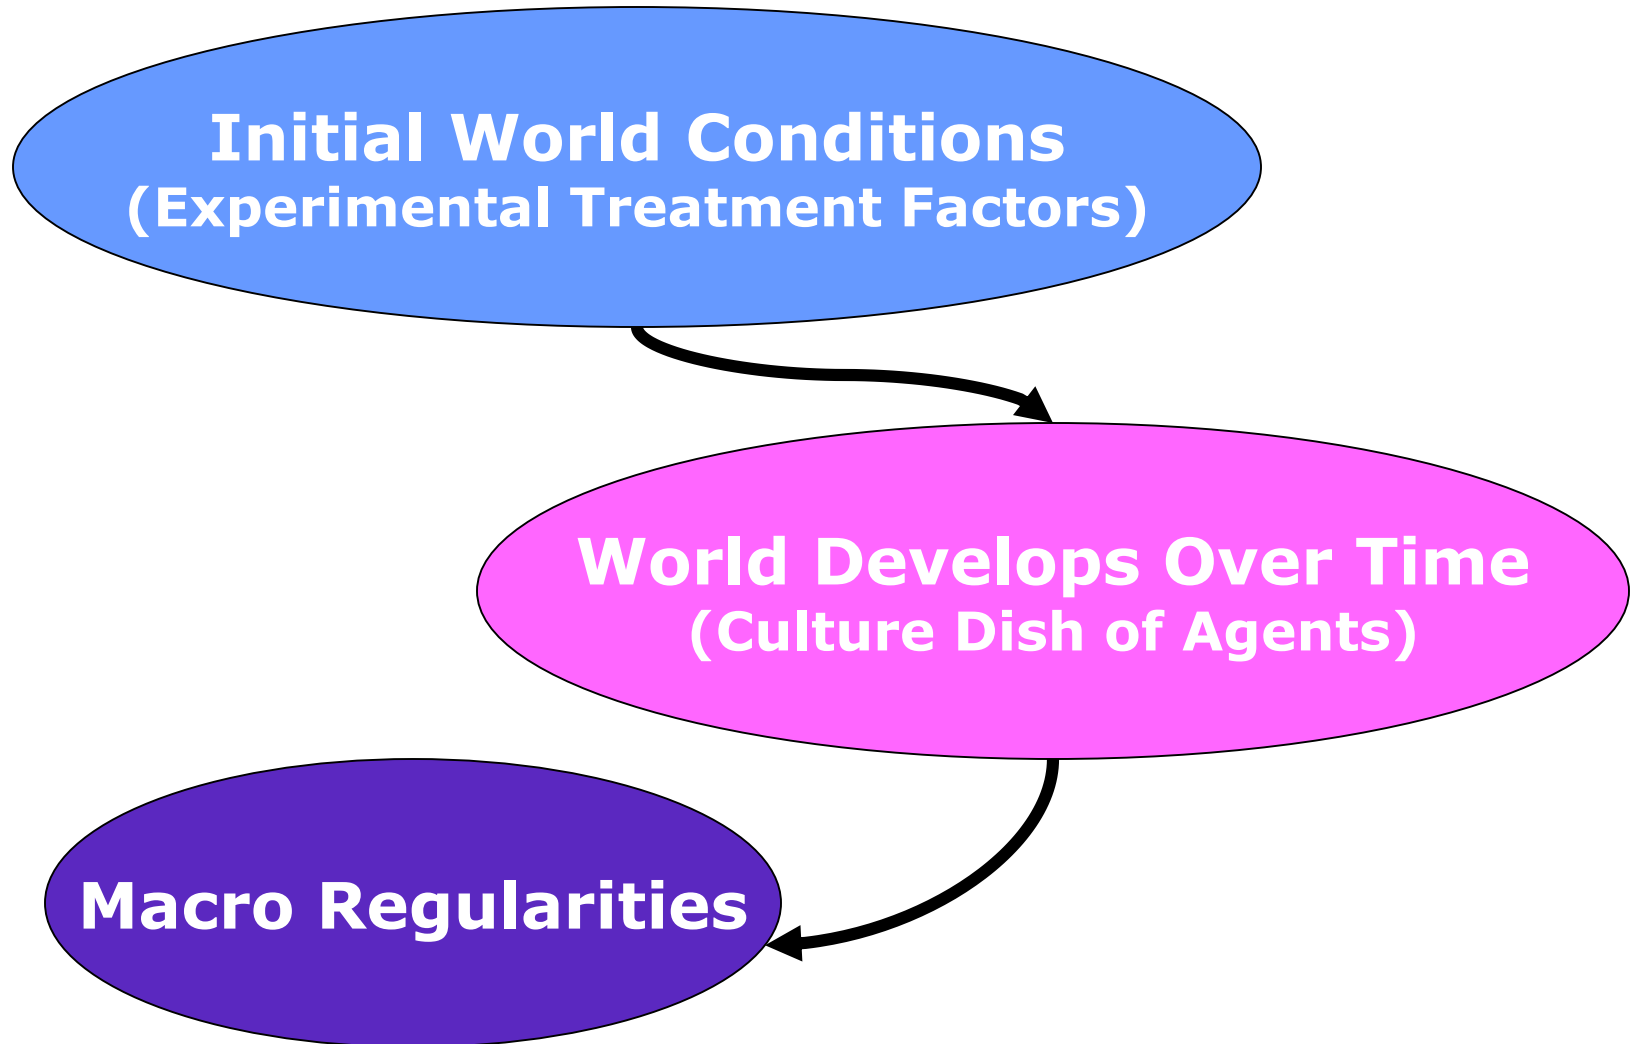 Initial World Conditions
(Experimental Treatment Factors)
World Develops Over Time
(Culture Dish of Agents)
Macro Regularities